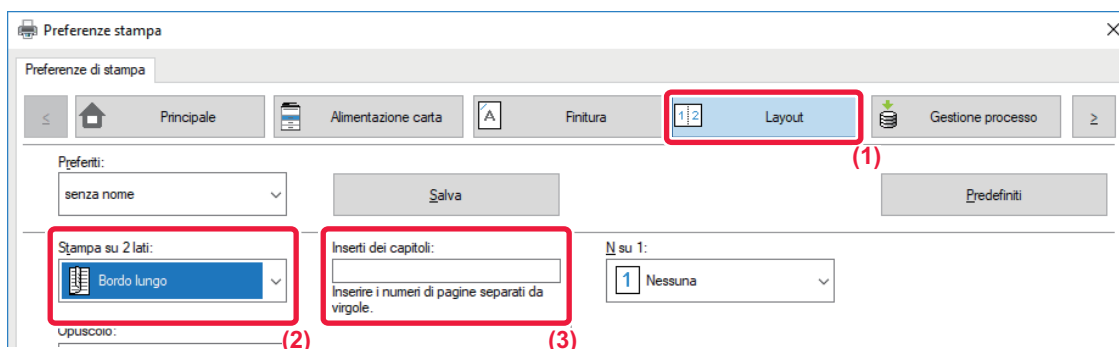 Preferenze stampa
Preferenze di stampa
<
Principale
A
Alimentazione carta
Finitura
1 2
Layout
Gestione processo
>
(1)
Preferiti:
senza nome
Salva
Predefiniti
Stampa su 2 lati:
Inserti dei capitoli:
N su 1:
Bordo lungo
1
Nessuna
Inserire i numeri di pagine separati da
virgole.
Opuscolo:
(2)
(3)